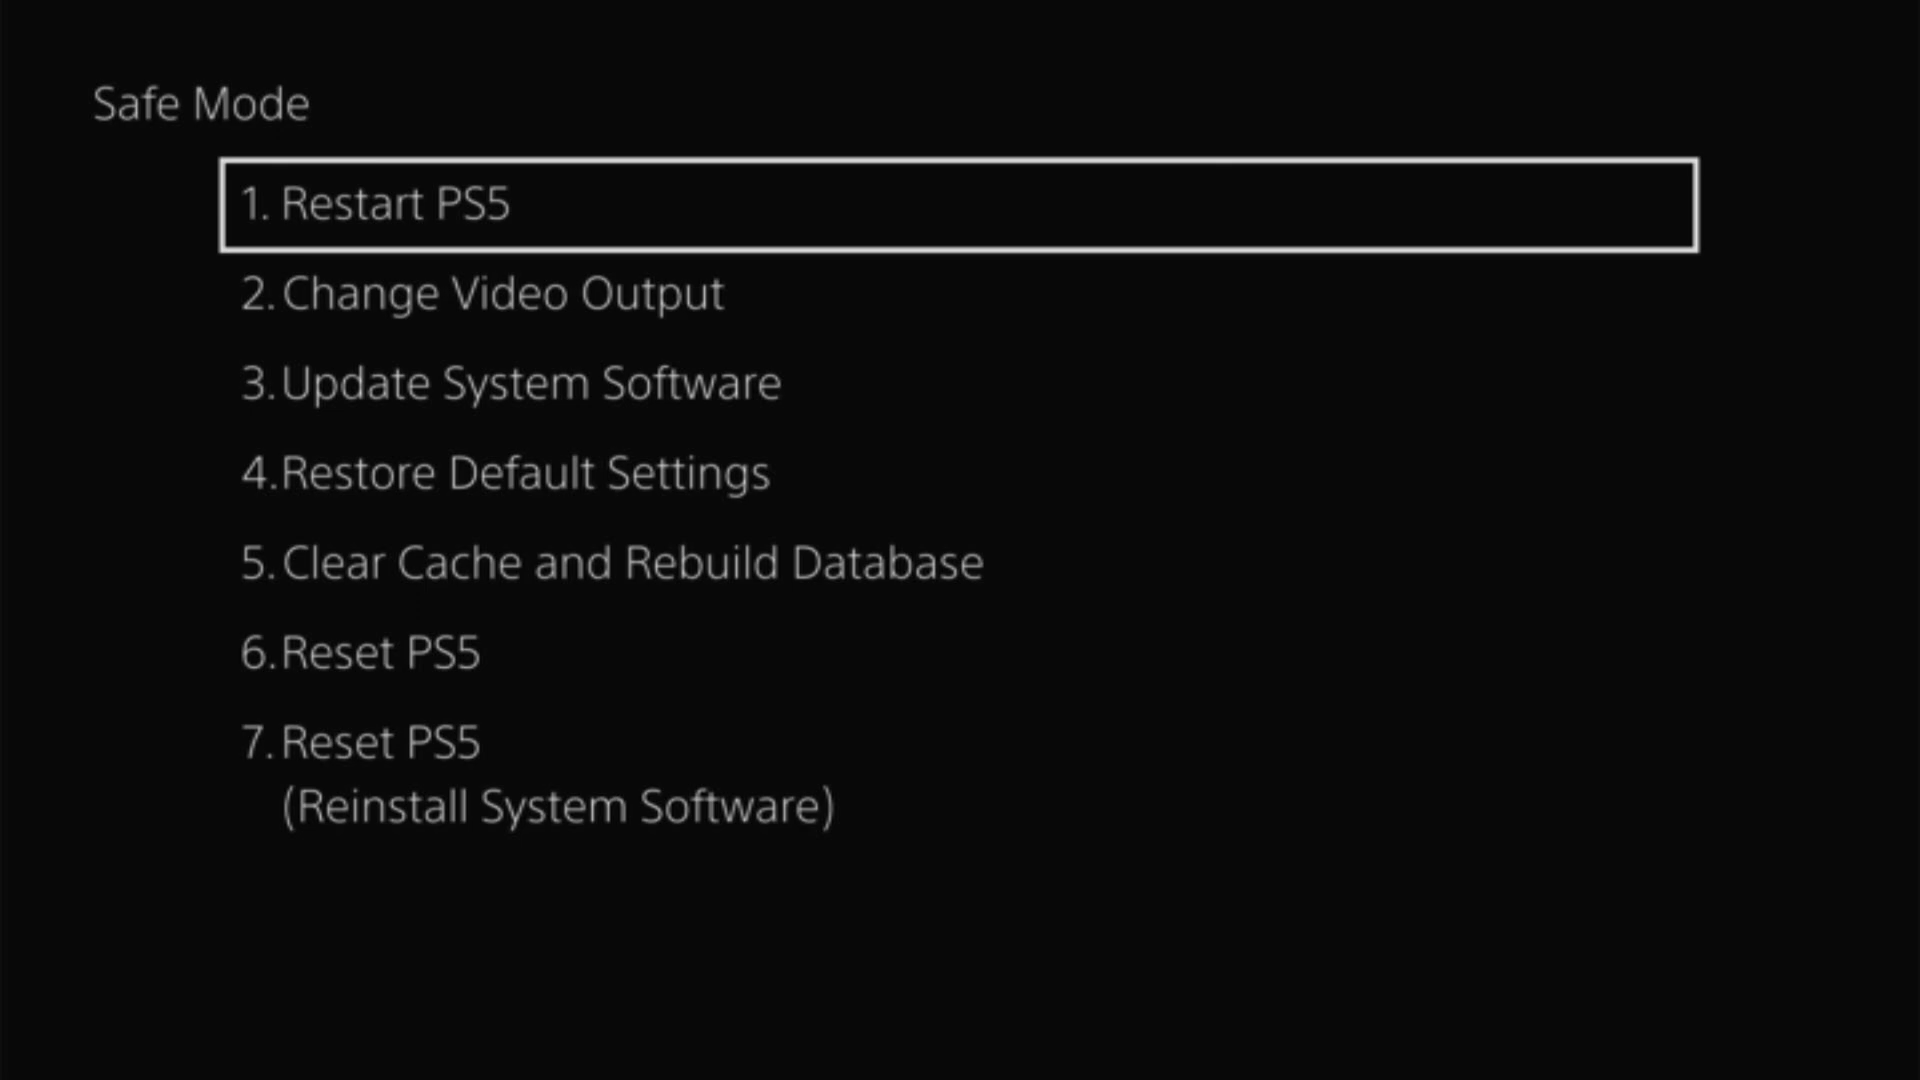 Safe Mode
1. Restart PS5
2. Change Video Output
3. Update System Software
4. Restore Default Settings
5. Clear Cache and Rebuild Database
6. Reset PS5
7. Reset PS5
(Reinstall System Software)